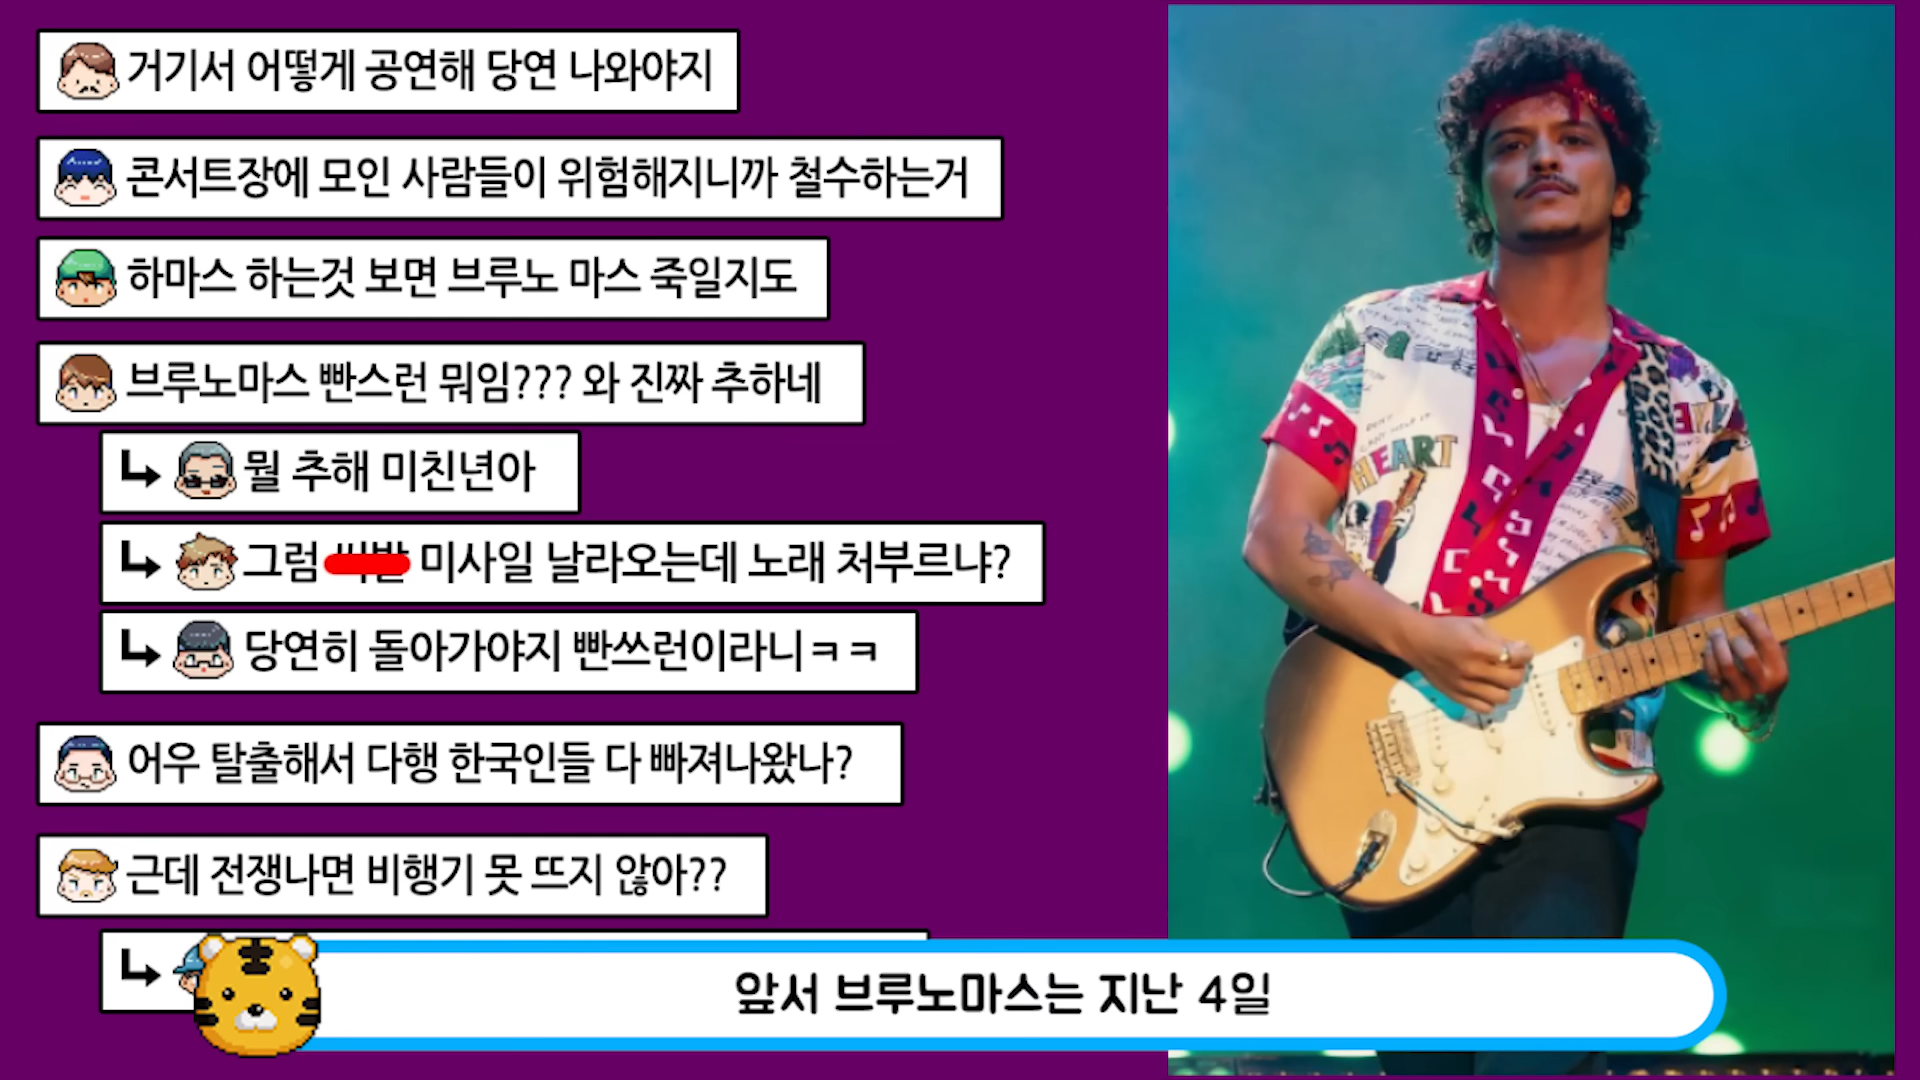 거기서 어떻게 공연해 당연 나와야지
콘서트장에 모인 사람들이 위험해지니까 철수하는거
하마스 하는것 보면 브루노 마스 죽일지도
브루노마스 빤스런 뭐임??? 와 진짜 추하네
뭘 추해 미친년아
그럼 미사일 날라오는데 노래 처부르냐?
당연히 돌아가야지 빤쓰런이라니ㅋㅋ
어우 탈출해서 다행 한국인들 다 빠져나왔나?
근데 전쟁나면 비행기 못 뜨지 않아??
앞서 브루노마스는 지난 4일
HEART